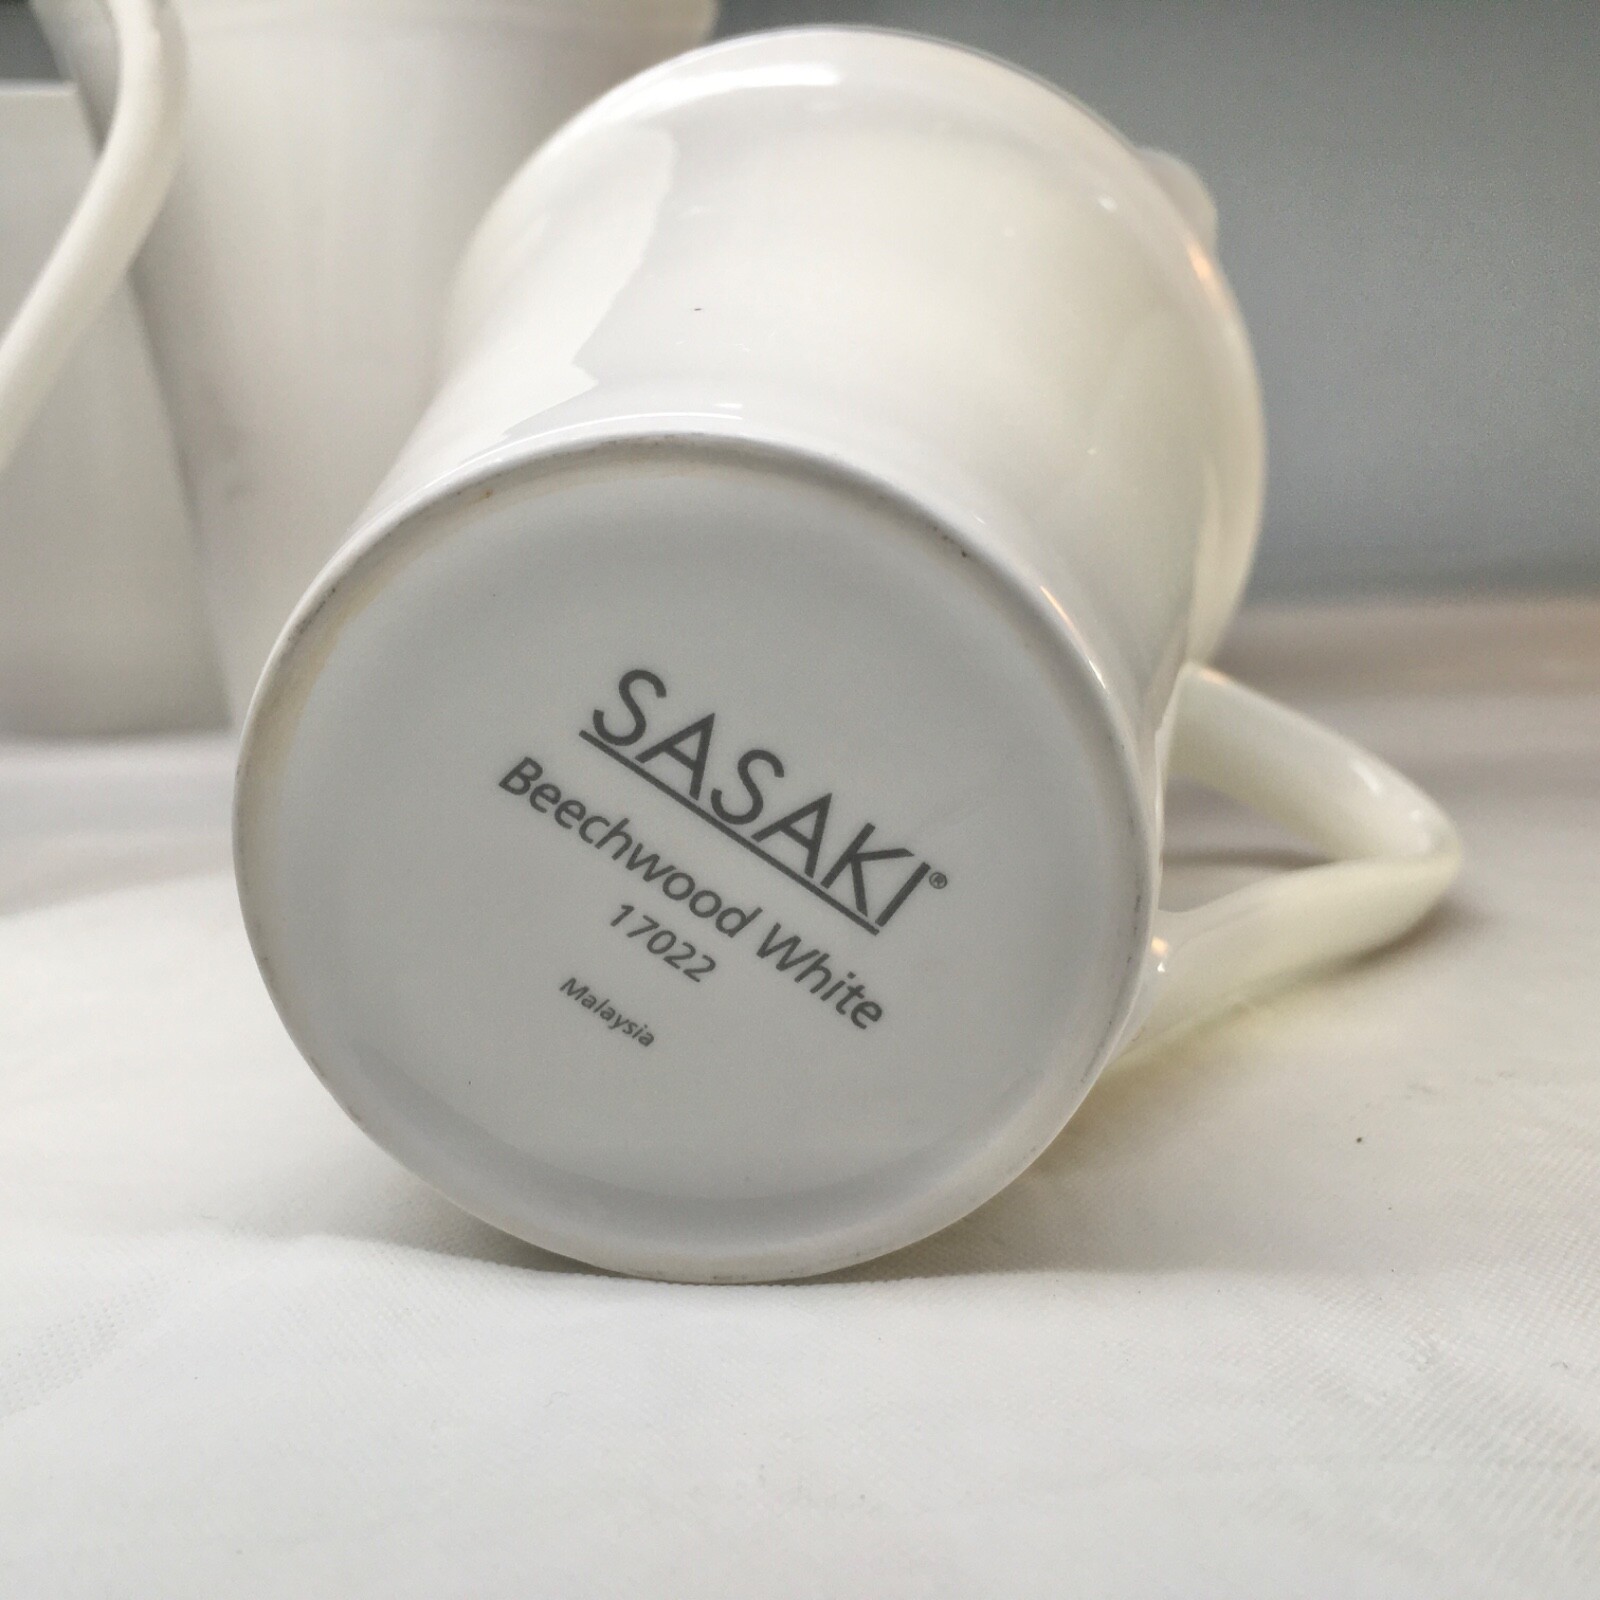 SASAKI®
Beechwood White
17022
Malaysia